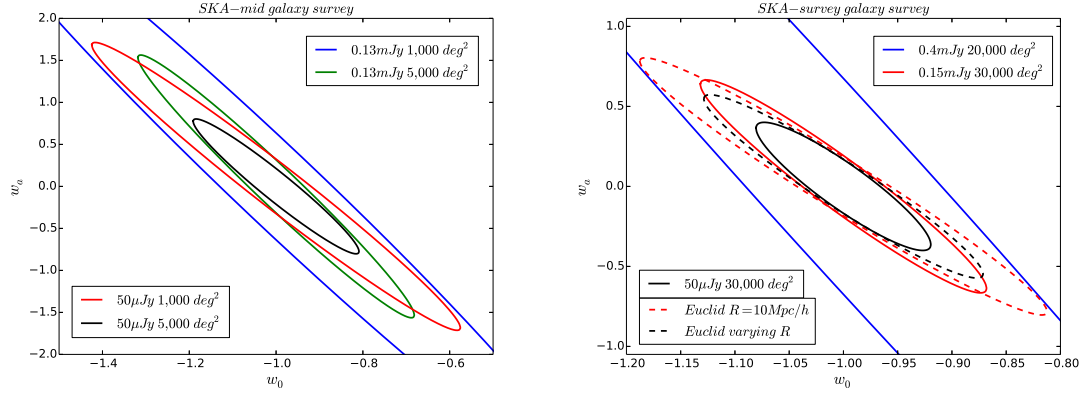 SKA−mid galaxy survey
2.0
1.5
1.0
0.5
0.0
−0.5
−1.0
−1.5
−2.0
wₐ
0.13mJy 1,000 deg²
0.13mJy 5,000 deg²
50μJy 1,000 deg²
50μJy 5,000 deg²
−1.4 −1.2 −1.0 −0.8 −0.6
w₀
SKA−survey galaxy survey
1.0
0.5
0.0
−0.5
−1.0
wₐ
0.4mJy 20,000 deg²
0.15mJy 30,000 deg²
50μJy 30,000 deg²
Euclid R=10Mpc/h
Euclid varying R
−1.20 −1.15 −1.10 −1.05 −1.00 −0.95 −0.90 −0.85 −0.80
w₀